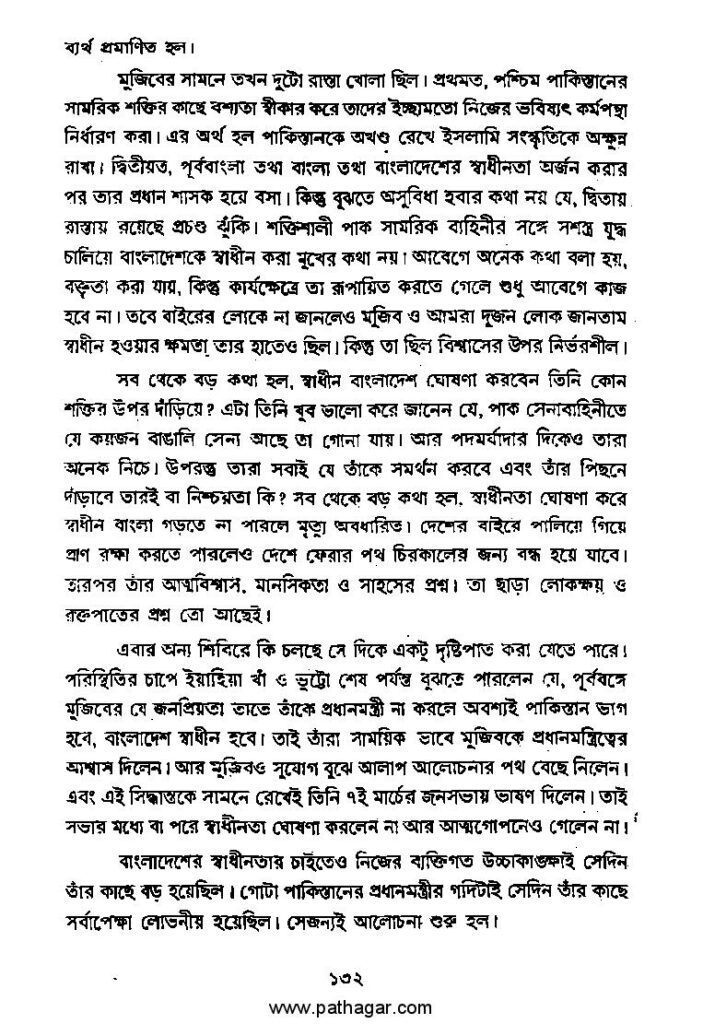 ব্যর্থ প্রমাণিত হল।
মুজিবের সামনে তখন দুটো রাস্তা খোলা ছিল। প্রথমত, পশ্চিম পাকিস্তানের
সামরিক শক্তির কাছে বশ্যতা স্বীকার করে তাদের ইচ্ছামতো নিজের ভবিষ্যৎ কর্মপন্থা
নির্ধারণ করা। এর অর্থ হল পাকিস্তানকে অখণ্ড রেখে ইসলামি সংস্কৃতিকে অক্ষুন্ন
রাখা। দ্বিতীয়ত, পূর্ববাংলা তথা বাংলা তথা বাংলাদেশের স্বাধীনতা অর্জন করার
পর তার প্রধান শাসক হয়ে বসা। কিন্তু বুঝতে অসুবিধা হবার কথা নয় যে, দ্বিতীয়
রাস্তায় রয়েছে প্রচণ্ড ঝুঁকি। শক্তিশালী পাক সামরিক বাহিনীর সঙ্গে সশস্ত্র যুদ্ধ
চালিয়ে বাংলাদেশকে স্বাধীন করা মুখের কথা নয়। আবেগে অনেক কথা বলা হয়,
বক্তৃতা করা যায়, কিন্তু কার্যক্ষেত্রে তা রূপায়িত করতে গেলে শুধু আবেগে কাজ
হবে না। তবে বাইরের লোকে না জানলেও মুজিব ও আমরা দুজন লোক জানতাম
স্বাধীন হওয়ার ক্ষমতা তার হাতেও ছিল। কিন্তু তা ছিল বিশ্বাসের উপর নির্ভরশীল।
সব থেকে বড় কথা হল, স্বাধীন বাংলাদেশ ঘোষণা করবেন তিনি কোন
শক্তির উপর দাঁড়িয়ে? এটা তিনি খুব ভালো করে জানেন যে, পাক সেনাবাহিনীতে
যে কয়জন বাঙালি সেনা আছে তা গোনা যায়। আর পদমর্যাদার দিকেও তারা
অনেক নিচে। উপরন্তু তারা সবাই যে তাঁকে সমর্থন করবে এবং তাঁর পিছনে
দাঁড়াবে তারই বা নিশ্চয়তা কি? সব থেকে বড় কথা হল, স্বাধীনতা ঘোষণা করে
স্বাধীন বাংলা গড়তে না পারলে মৃত্যু অবধারিত। দেশের বাইরে পালিয়ে গিয়ে
প্রাণ রক্ষা করতে পারলেও দেশে ফেরার পথ চিরকালের জন্য বন্ধ হয়ে যাবে।
তারপর তাঁর আত্মবিশ্বাস, মানসিকতা ও সাহসের প্রশ্ন। তা ছাড়া লোকক্ষয় ও
রক্তপাতের প্রশ্ন তো আছেই।
এবার অন্য শিবিরে কি চলছে সে দিকে একটু দৃষ্টিপাত করা যেতে পারে।
পরিস্থিতির চাপে ইয়াহিয়া খাঁ ও ভুট্টো শেষ পর্যন্ত বুঝতে পারলেন যে, পূর্ববঙ্গে
মুজিবের যে জনপ্রিয়তা তাতে তাঁকে প্রধানমন্ত্রী না করলে অবশ্যই পাকিস্তান ভাগ
হবে, বাংলাদেশ স্বাধীন হবে। তাই তাঁরা সাময়িক ভাবে মুজিবকে প্রধানমন্ত্রিত্বের
আশ্বাস দিলেন। আর মুজিবও সুযোগ বুঝে আলাপ আলোচনার পথ বেছে নিলেন।
এবং এই সিদ্ধান্তকে সামনে রেখেই তিনি ৭ই মার্চের জনসভায় ভাষণ দিলেন। তাই
সভার মধ্যে বা পরে স্বাধীনতা ঘোষণা করলেন না আর আত্মগোপনেও গেলেন না।
বাংলাদেশের স্বাধীনতার চাইতেও নিজের ব্যক্তিগত উচ্চাকাঙ্ক্ষাই সেদিন
তাঁর কাছে বড় হয়েছিল। গোটা পাকিস্তানের প্রধানমন্ত্রীর গদিটাই সেদিন তাঁর কাছে
সর্বাপেক্ষা লোভনীয় হয়েছিল। সেজন্যই আলোচনা শুরু হল।
১৩২
www.pathagar.com